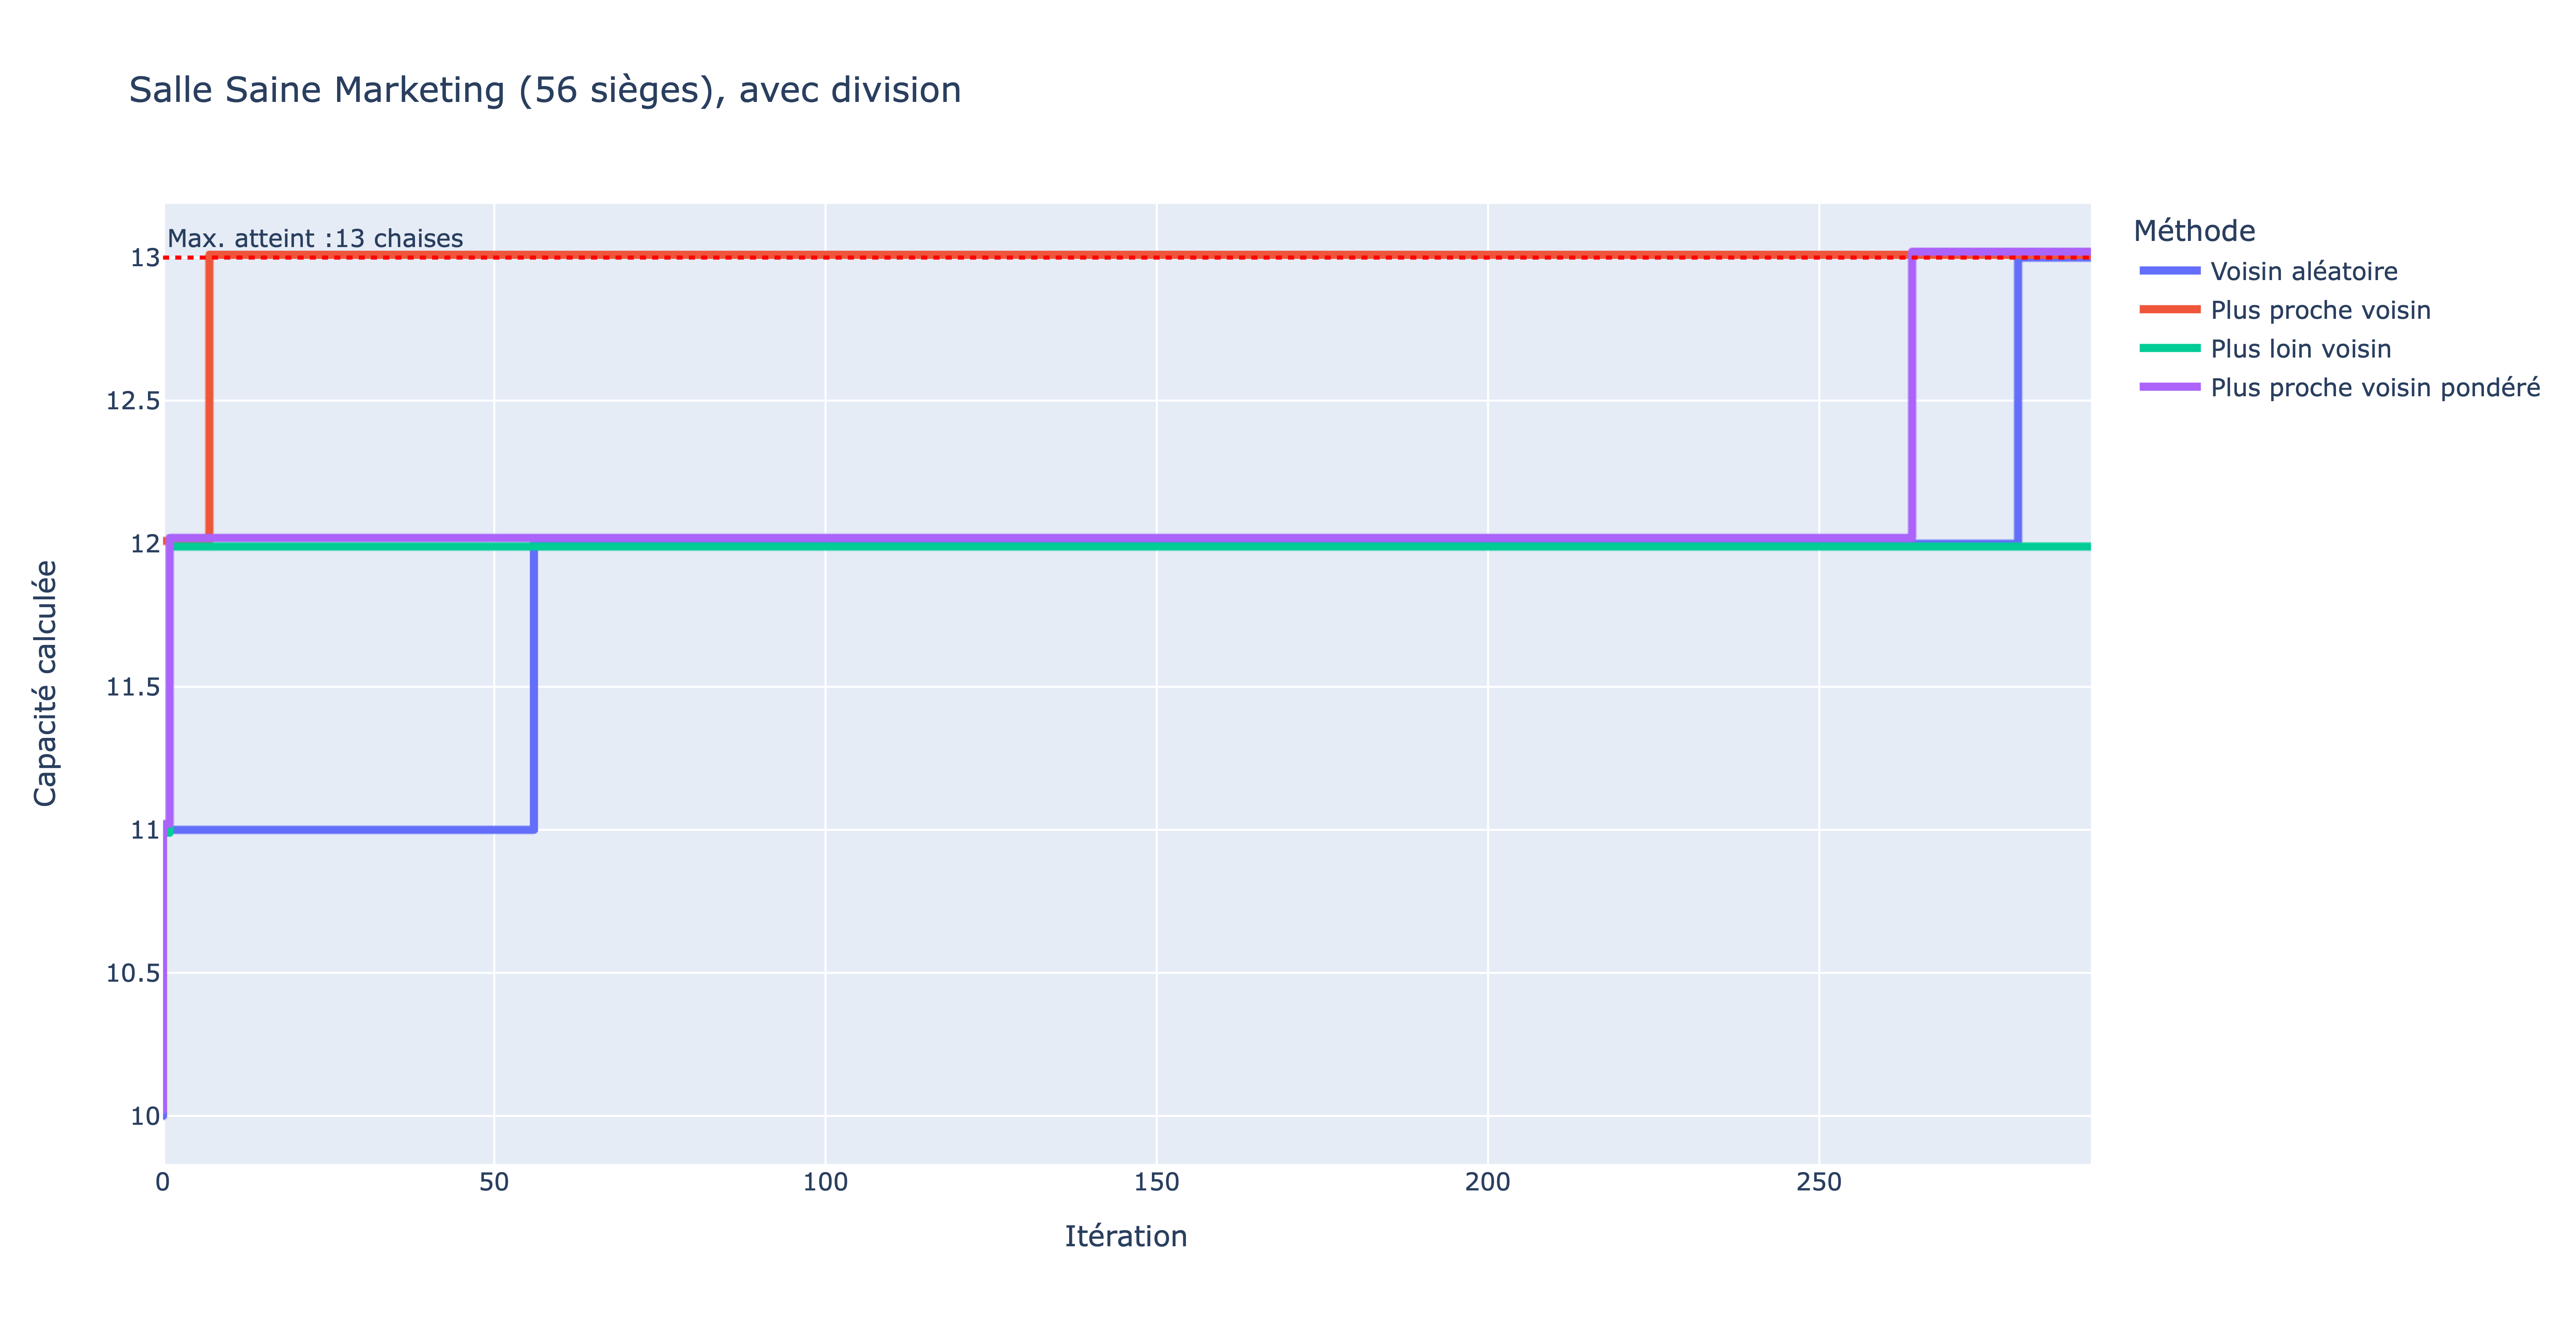 Salle Saine Marketing (56 sièges), avec division
Max. atteint :13 chaises
13
12.5
12
11.5
11
10.5
10
Capacité calculée
0
50
100
150
200
250
Itération
Méthode
Voisin aléatoire
Plus proche voisin
Plus loin voisin
Plus proche voisin pondéré